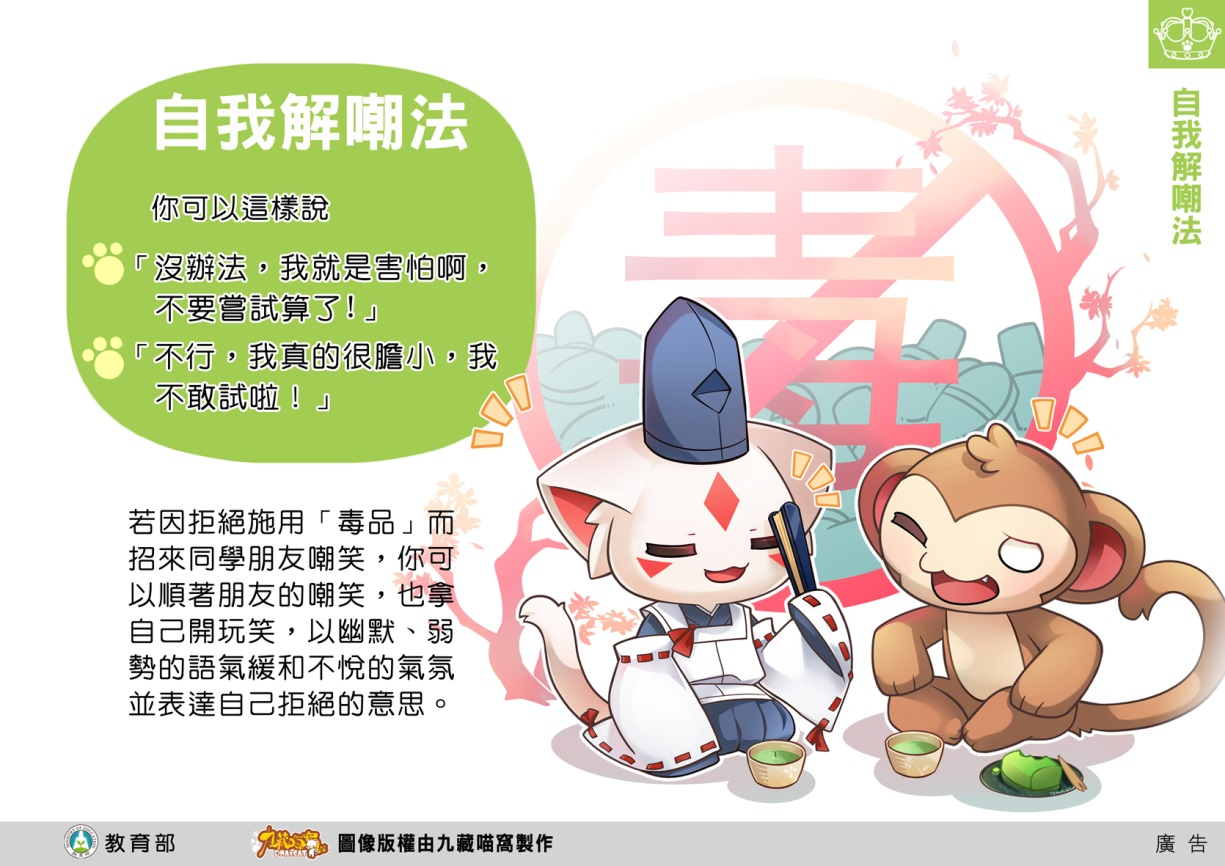 自我解嘲法
自我解嘲法
你可以這樣說
「沒辦法，我就是害怕啊，
不要嘗試算了！」
「不行，我真的很膽小，我
不敢試啦！」
毒
若因拒絕施用「毒品」而
招來同學朋友嘲笑，你可
以順著朋友的嘲笑，也拿
自己開玩笑，以幽默、弱
勢的語氣緩和不悅的氣氛
並表達自己拒絕的意思。
教育部
九藏喵窩
圖像版權由九藏喵窩製作
廣告